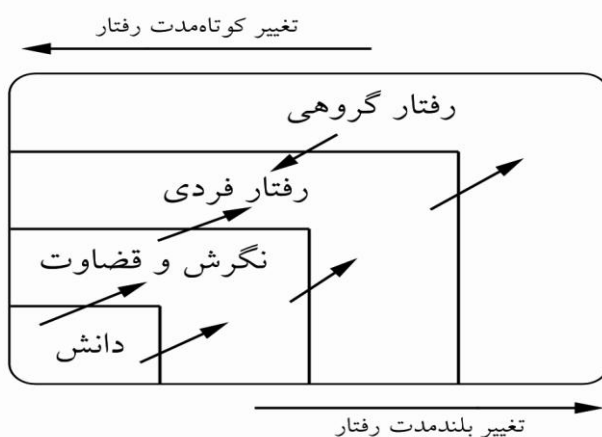 تغییر کوتاه‌مدت رفتار
رفتار گروهی
رفتار فردی
نگرش و قضاوت
دانش
تغییر بلندمدت رفتار